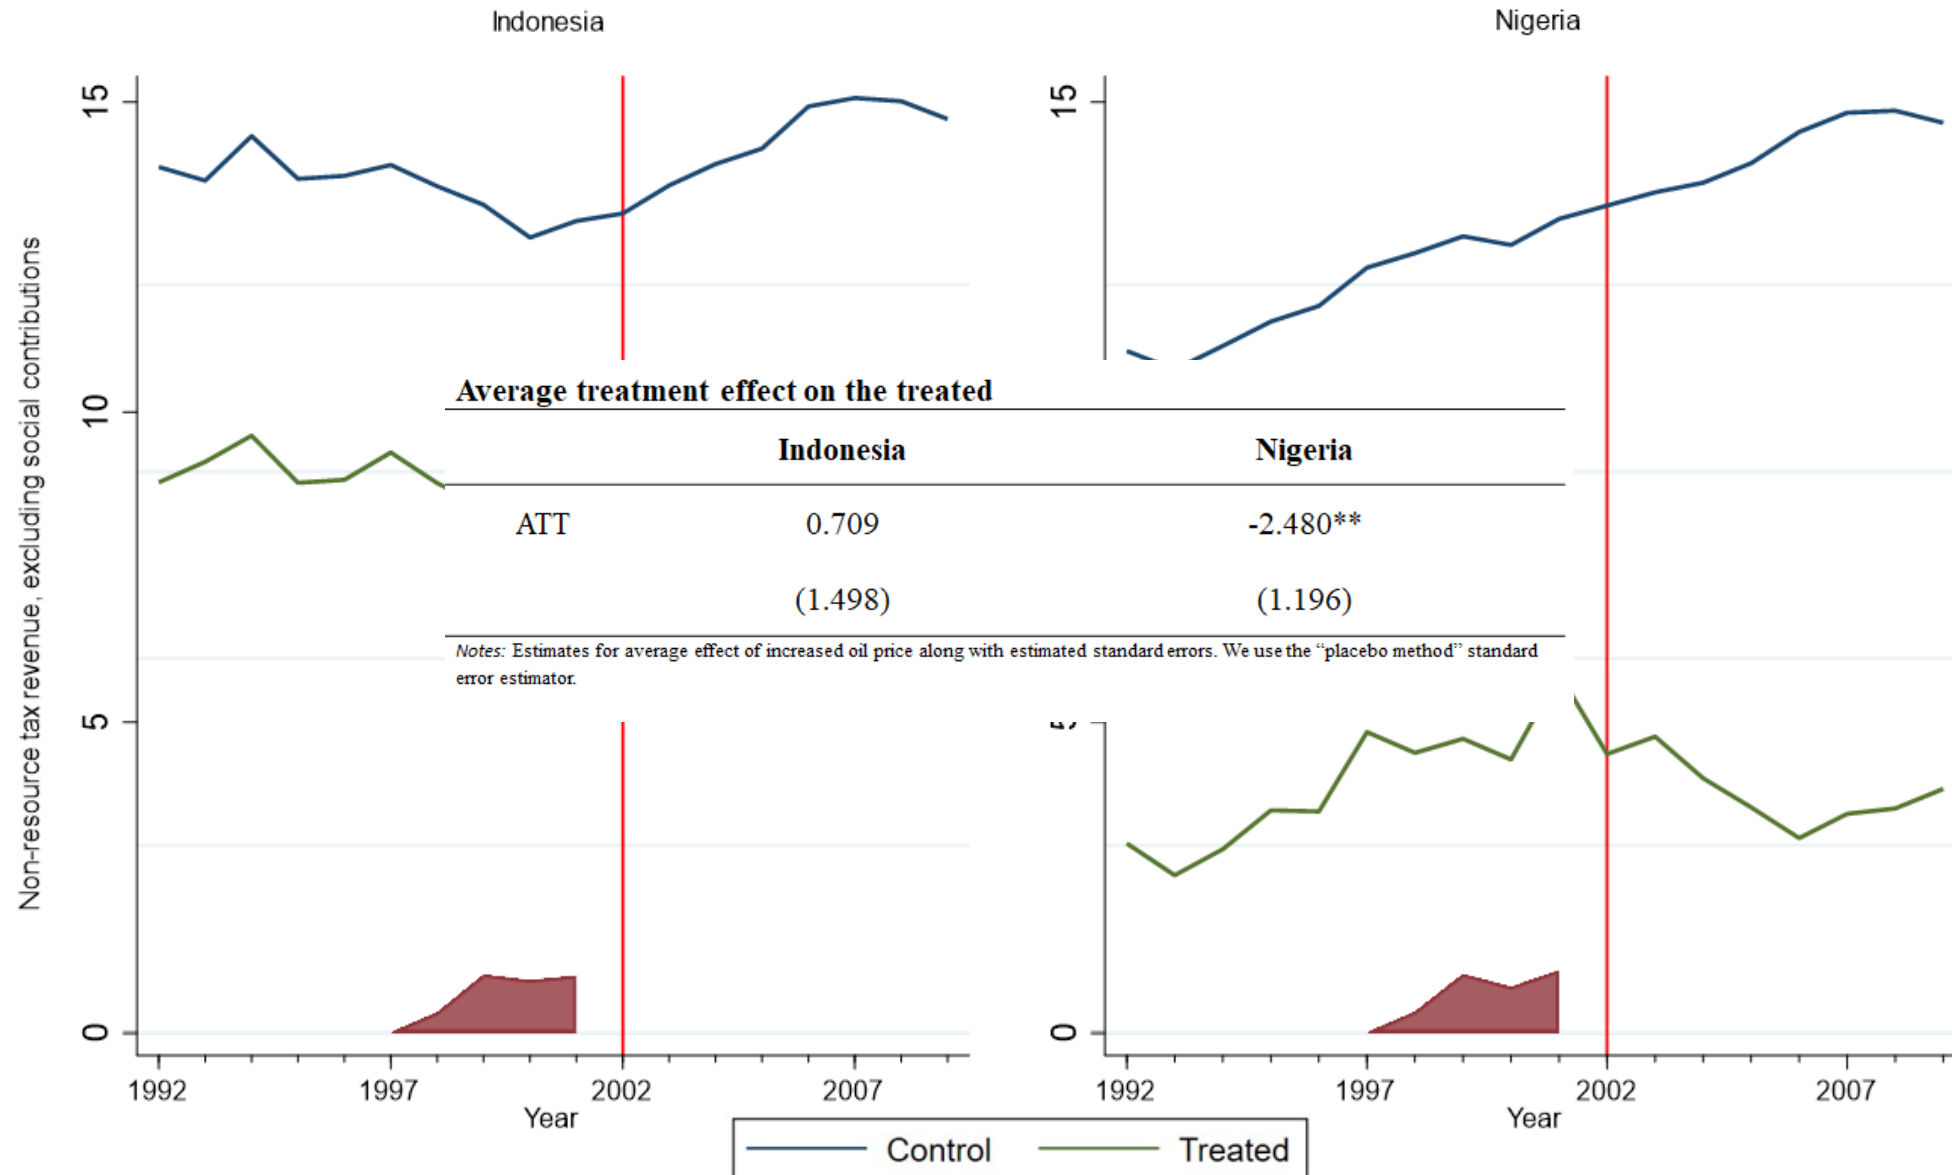 Indonesia
Nigeria
Non-resource tax revenue, excluding social contributions
15
10
5
0
15
5
0
Average treatment effect on the treated
Indonesia Nigeria
ATT 0.709 -2.480**
(1.498) (1.196)
Notes: Estimates for average effect of increased oil price along with estimated standard errors. We use the “placebo method” standard
error estimator.
1992 1997 2002 2007
Year
1992 1997 2002 2007
Year
Control Treated